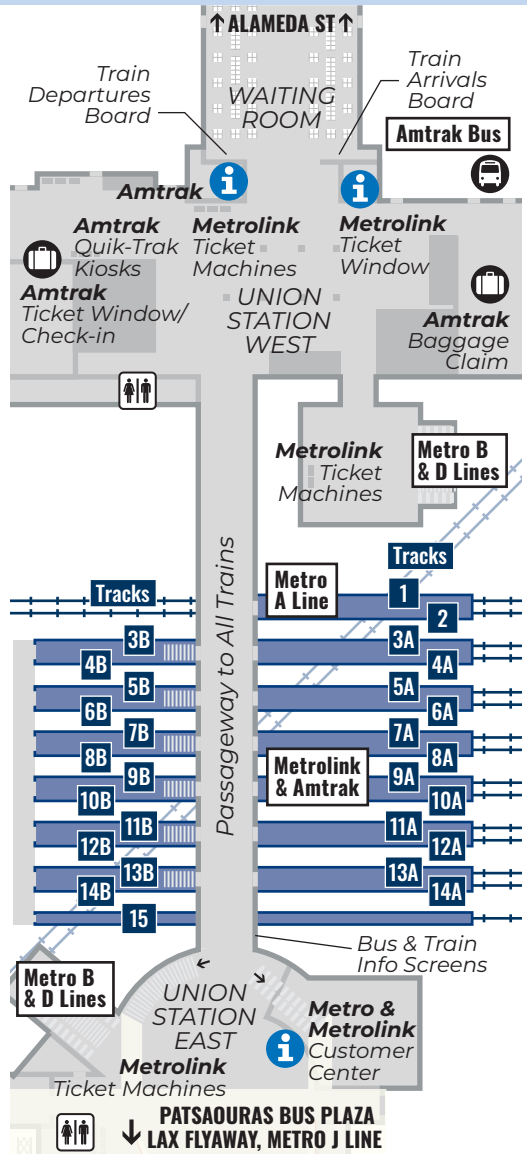 ↑ ALAMEDA ST ↑
Train
Departures
Board
WAITING
ROOM
Train
Arrivals
Board
Amtrak Bus
Amtrak
Amtrak
Quik-Trak
Kiosks
Metrolink
Ticket
Machines
Metrolink
Ticket
Window
Amtrak
Ticket Window/
Check-in
UNION
STATION
WEST
Amtrak
Baggage
Claim
Metrolink
Ticket
Machines
Metro B
& D Lines
Passageway to All Trains
Tracks
Metro
A Line
Tracks
1
2
3B
3A
4B
4A
5B
5A
6B
6A
7B
7A
8B
8A
Metrolink
& Amtrak
9B
9A
10B
10A
11B
11A
12B
12A
13B
13A
14B
14A
15
Bus & Train
Info Screens
Metro B
& D Lines
UNION
STATION
EAST
Metro &
Metrolink
Customer
Center
Metrolink
Ticket Machines
↓ PATSAOURAS BUS PLAZA
LAX FLYAWAY, METRO J LINE